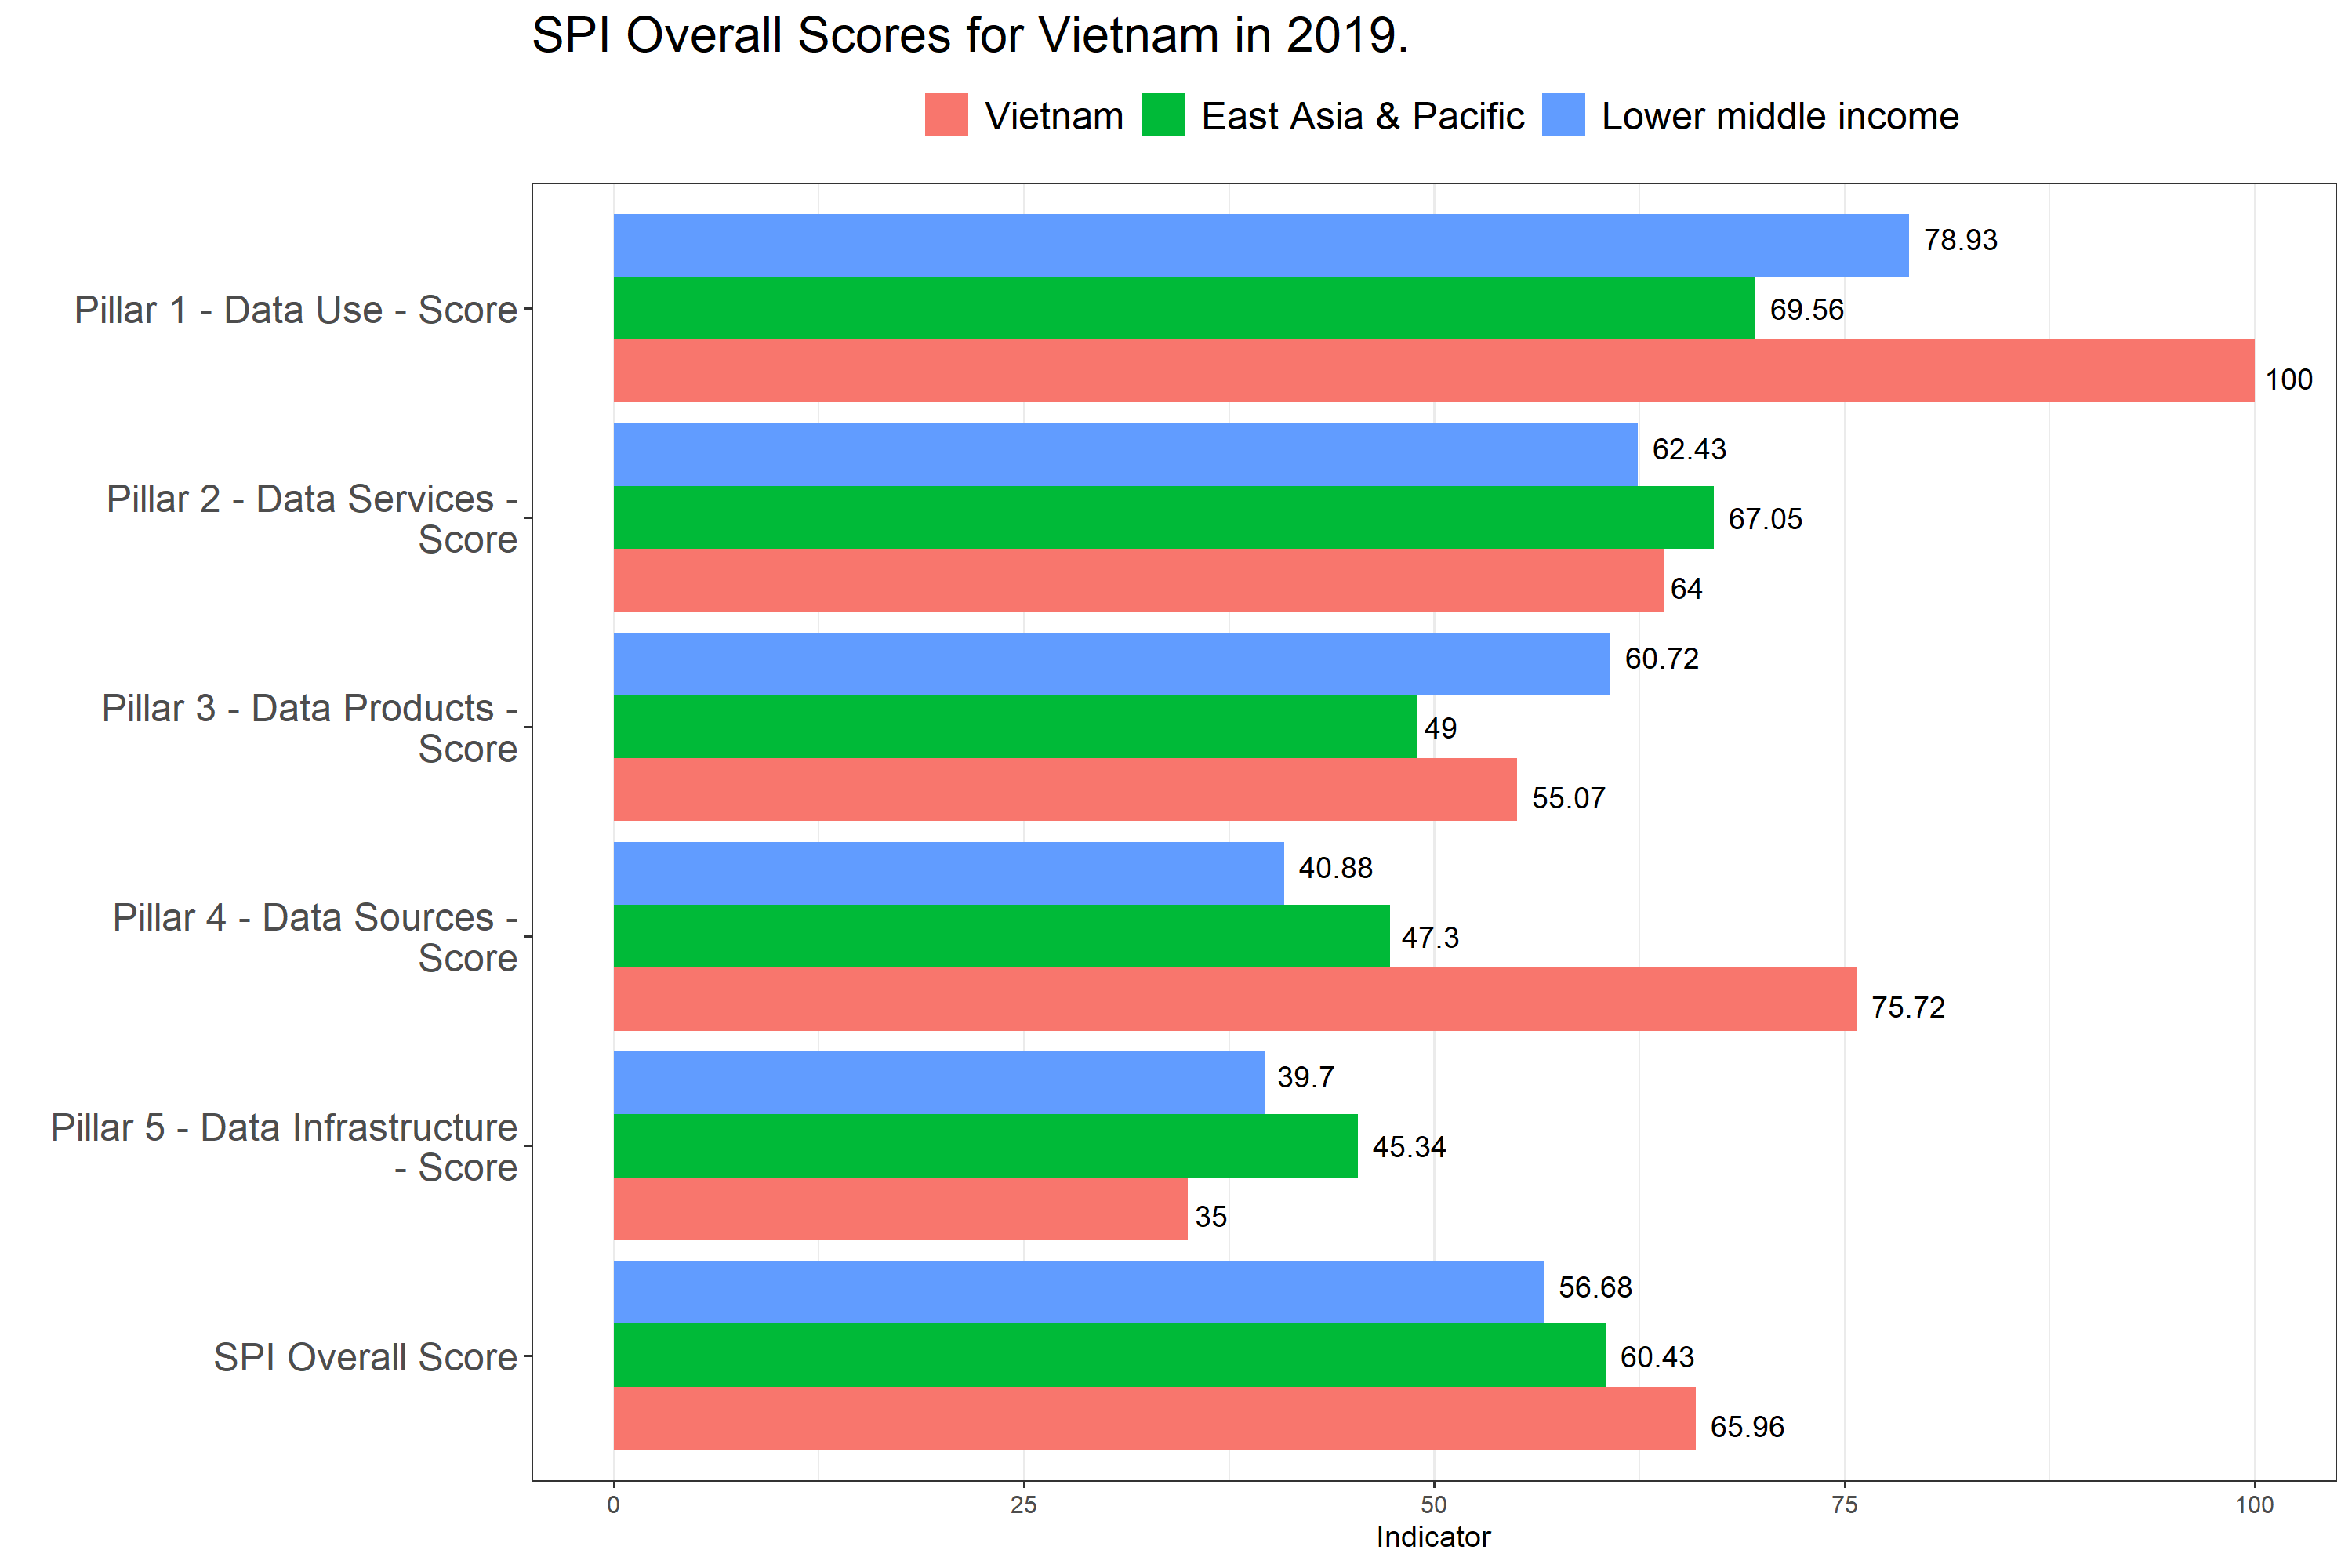 SPI Overall Scores for Vietnam in 2019.
Vietnam East Asia & Pacific Lower middle income
Pillar 1 - Data Use - Score
78.93
69.56
100
Pillar 2 - Data Services -
Score
62.43
67.05
64
Pillar 3 - Data Products -
Score
60.72
49
55.07
Pillar 4 - Data Sources -
Score
40.88
47.3
75.72
Pillar 5 - Data Infrastructure
- Score
39.7
45.34
35
SPI Overall Score
56.68
60.43
65.96
0 25 50 75 100
Indicator